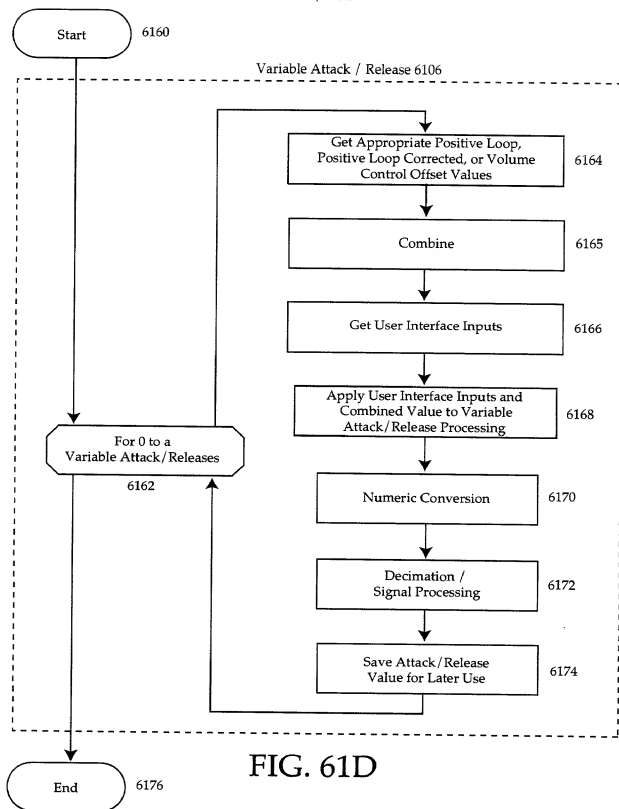 Start
6160
Variable Attack / Release 6106
Get Appropriate Positive Loop,
Positive Loop Corrected, or Volume
Control Offset Values
6164
Combine
6165
Get User Interface Inputs
6166
Apply User Interface Inputs and
Combined Value to Variable
Attack/Release Processing
6168
For 0 to a
Variable Attack/Releases
6162
Numeric Conversion
6170
Decimation /
Signal Processing
6172
Save Attack/Release
Value for Later Use
6174
End
6176
FIG. 61D